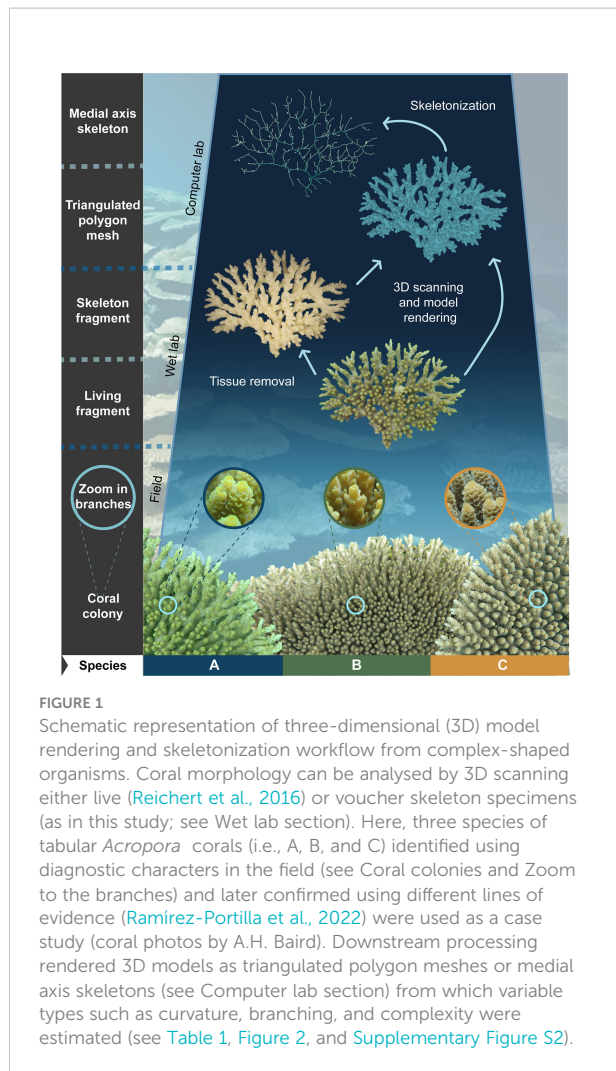 Medial axis
skeleton
Triangulated
polygon
mesh
Skeleton
fragment
Living
fragment
Zoom in
branches
Coral
colony
Species
Computer lab
Wet lab
Field
Skeletonization
3D scanning
and model
rendering
Tissue removal
A
B
C
FIGURE 1
Schematic representation of three-dimensional (3D) model
rendering and skeletonization workflow from complex-shaped
organisms. Coral morphology can be analysed by 3D scanning
either live (Reichert et al., 2016) or voucher skeleton specimens
(as in this study; see Wet lab section). Here, three species of
tabular Acropora corals (i.e., A, B, and C) identified using
diagnostic characters in the field (see Coral colonies and Zoom
to the branches) and later confirmed using different lines of
evidence (Ramírez-Portilla et al., 2022) were used as a case
study (coral photos by A.H. Baird). Downstream processing
rendered 3D models as triangulated polygon meshes or medial
axis skeletons (see Computer lab section) from which variable
types such as curvature, branching, and complexity were
estimated (see Table 1, Figure 2, and Supplementary Figure S2).